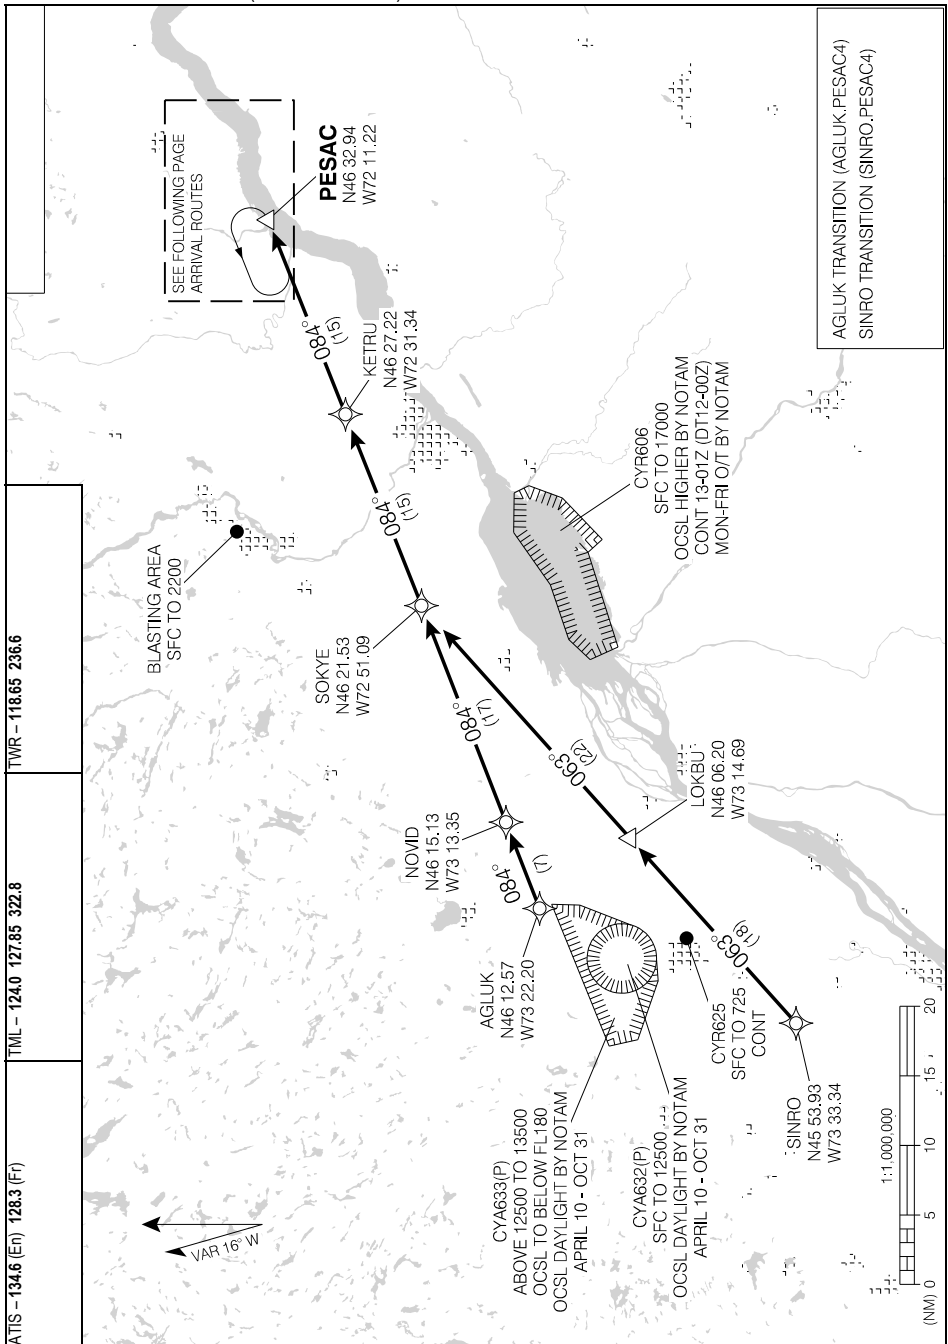 ATIS – 134.6 (En) 128.3 (Fr)
TML – 124.0 127.85 322.8
TWR – 118.65 236.6
SEE FOLLOWING PAGE
ARRIVAL ROUTES
PESAC
N46 32.94
W72 11.22
084°
(15)
KETRU
N46 27.22
W72 31.34
084°
(15)
BLASTING AREA
SFC TO 2200
SOKYE
N46 21.53
W72 51.09
084°
(17)
NOVID
N46 15.13
W73 13.35
084°
(7)
AGLUK
N46 12.57
W73 22.20
063°
(22)
LOKBU
N46 06.20
W73 14.69
063°
(18)
SINRO
N45 53.93
W73 33.34
CYR606
SFC TO 17000
OCSL HIGHER BY NOTAM
CONT 13-01Z (DT12-00Z)
MON-FRI O/T BY NOTAM
CYR625
SFC TO 725
CONT
CYA633(P)
ABOVE 12500 TO 13500
OCSL TO BELOW FL180
OCSL DAYLIGHT BY NOTAM
APRIL 10 - OCT 31
CYA632(P)
SFC TO 12500
OCSL DAYLIGHT BY NOTAM
APRIL 10 - OCT 31
VAR 16° W
1:1,000,000
(NM) 0 5 10 15 20
AGLUK TRANSITION (AGLUK.PESAC4)
SINRO TRANSITION (SINRO.PESAC4)